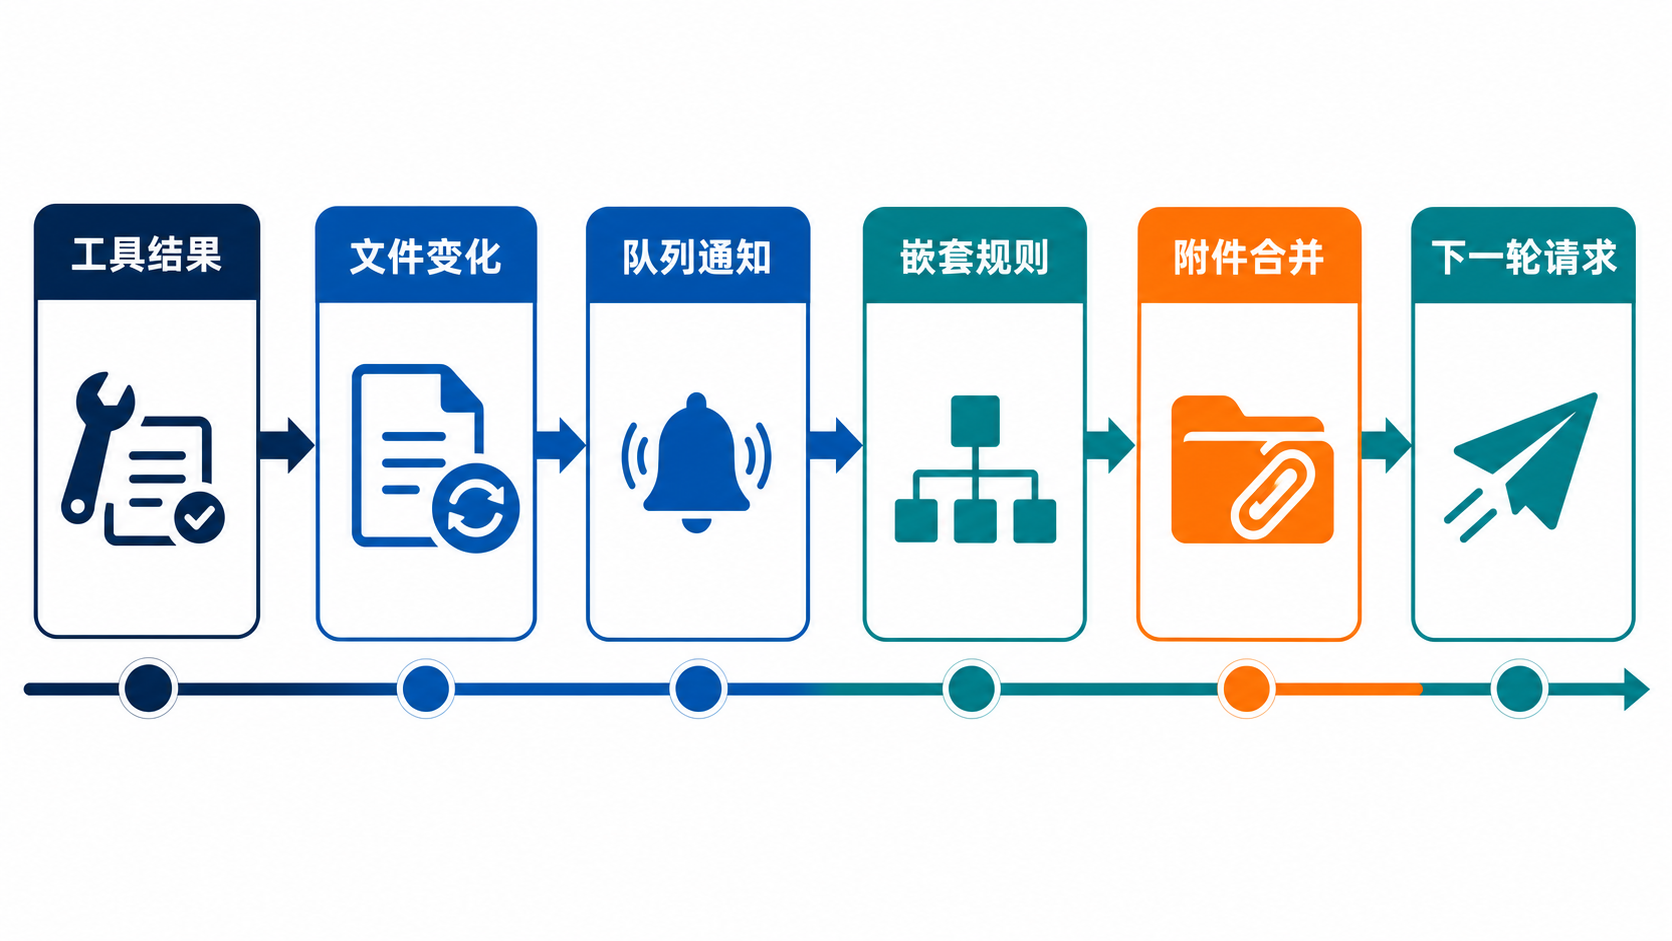 工具结果
文件变化
队列通知
嵌套规则
附件合并
下一轮请求